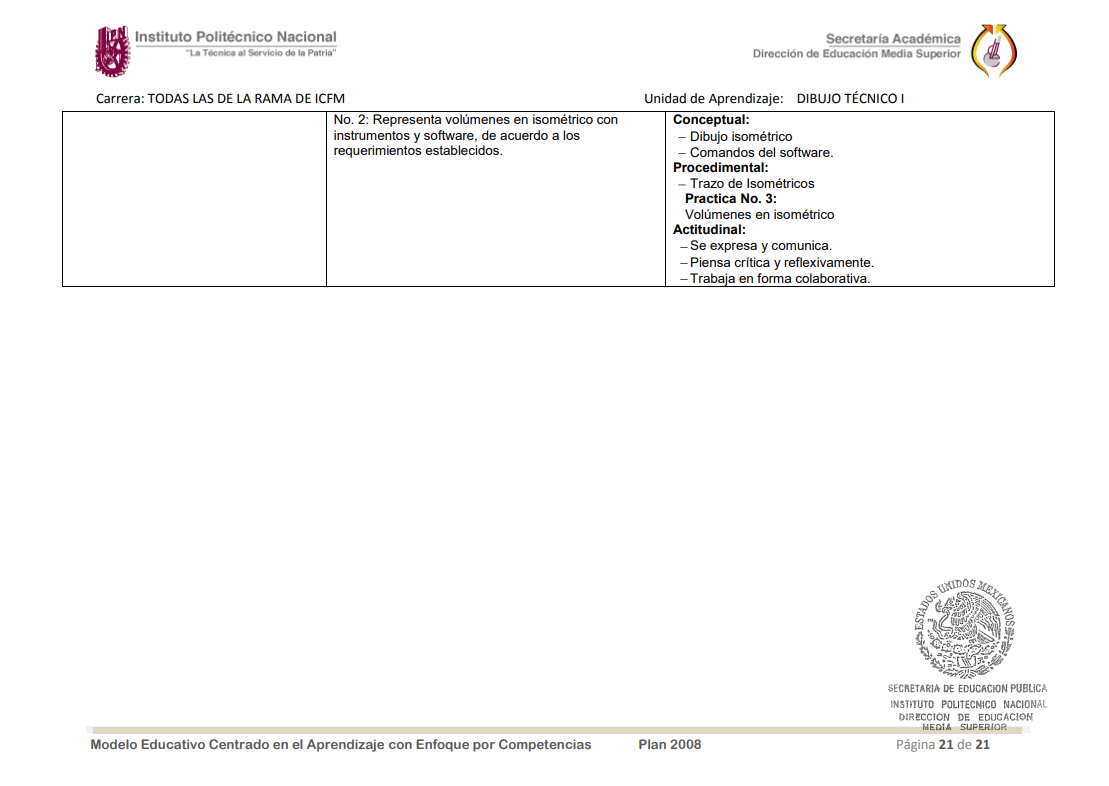 Instituto Politécnico Nacional
"La Técnica al Servicio de la Patria"
Secretaría Académica
Dirección de Educación Media Superior
Carrera: TODAS LAS DE LA RAMA DE ICFM
Unidad de Aprendizaje: DIBUJO TÉCNICO I
No. 2: Representa volúmenes en isométrico con
instrumentos y software, de acuerdo a los
requerimientos establecidos.
Conceptual:
– Dibujo isométrico
– Comandos del software.
Procedimental:
– Trazo de Isométricos
Practica No. 3:
Volúmenes en isométrico
Actitudinal:
– Se expresa y comunica.
– Piensa crítica y reflexivamente.
– Trabaja en forma colaborativa.
ESTADOS UNIDOS MEXICANOS
SECRETARIA DE EDUCACION PUBLICA
INSTITUTO POLITECNICO NACIONAL
DIRECCION DE EDUCACION
MEDIA SUPERIOR
Modelo Educativo Centrado en el Aprendizaje con Enfoque por Competencias
Plan 2008
Página 21 de 21